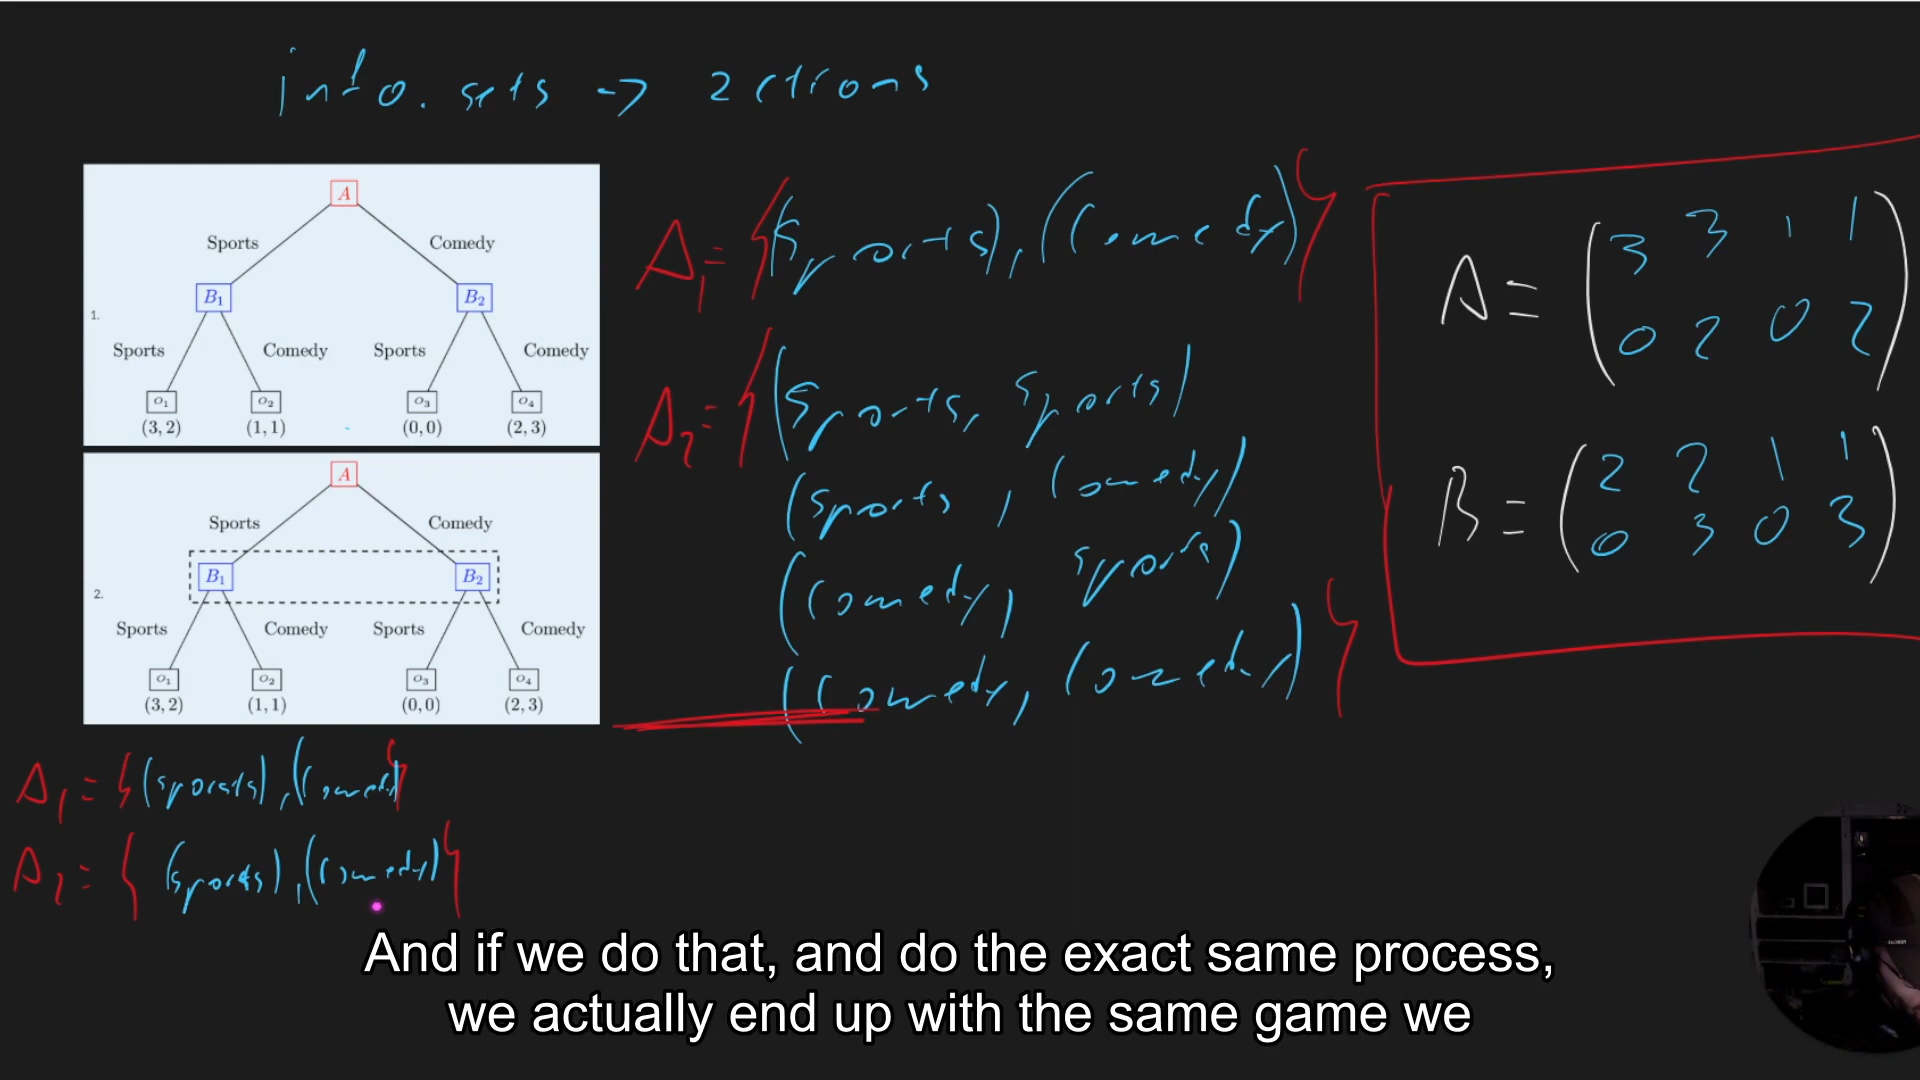 info. sets -> actions
A
Sports Comedy
B1 B2
1.
Sports Comedy Sports Comedy
o1 o2 o3 o4
(3, 2) (1, 1) (0, 0) (2, 3)
A
Sports Comedy
B1 B2
2.
Sports Comedy Sports Comedy
o1 o2 o3 o4
(3, 2) (1, 1) (0, 0) (2, 3)
A1 = {(Sports), (Comedy)}
A2 = {(Sports, Sports)
(Sports, Comedy)
(Comedy, Sports)
(Comedy, Comedy)}
A = (3 3 1 1
0 2 0 2)
B = (2 2 1 1
0 3 0 3)
A1 = {(Sports), (Comedy}
A2 = {(Sports), (Comedy)}
And if we do that, and do the exact same process,
we actually end up with the same game we